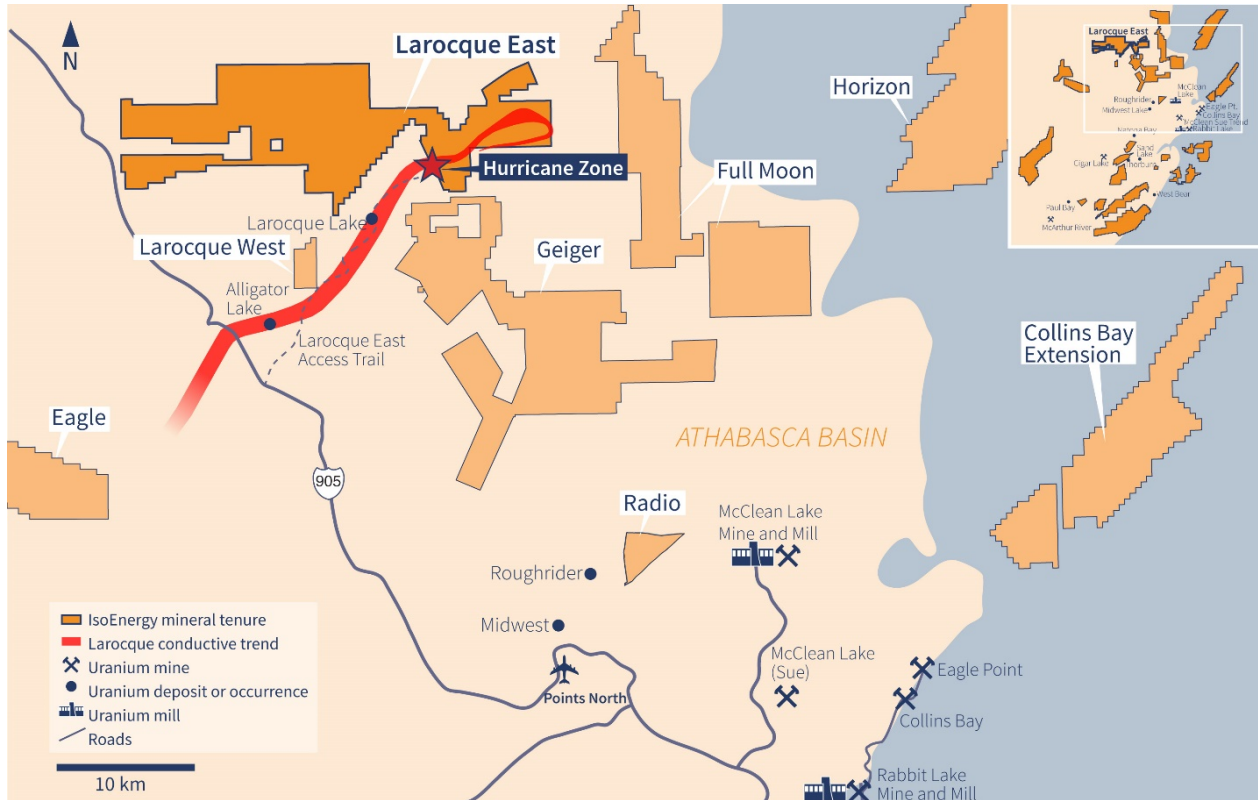 N
Larocque East
Hurricane Zone
Larocque Lake
Larocque West
Alligator
Lake
Larocque East
Access Trail
Eagle
905
Geiger
Full Moon
Horizon
Collins Bay
Extension
ATHABASCA BASIN
Radio
McClean Lake
Mine and Mill
Roughrider
Midwest
Points North
McClean Lake
(Sue)
Eagle Point
Collins Bay
Rabbit Lake
Mine and Mill
IsoEnergy mineral tenure
Larocque conductive trend
Uranium mine
Uranium deposit or occurrence
Uranium mill
Roads
10 km
Larocque East
McClean
Lake
Roughrider
Midwest Lake
Eagle Pt.
Collins Bay
McClean Sue Trend
Rabbit Lake
Sand
Lake
Cigar Lake
West Bear
Paul Bay
McArthur River